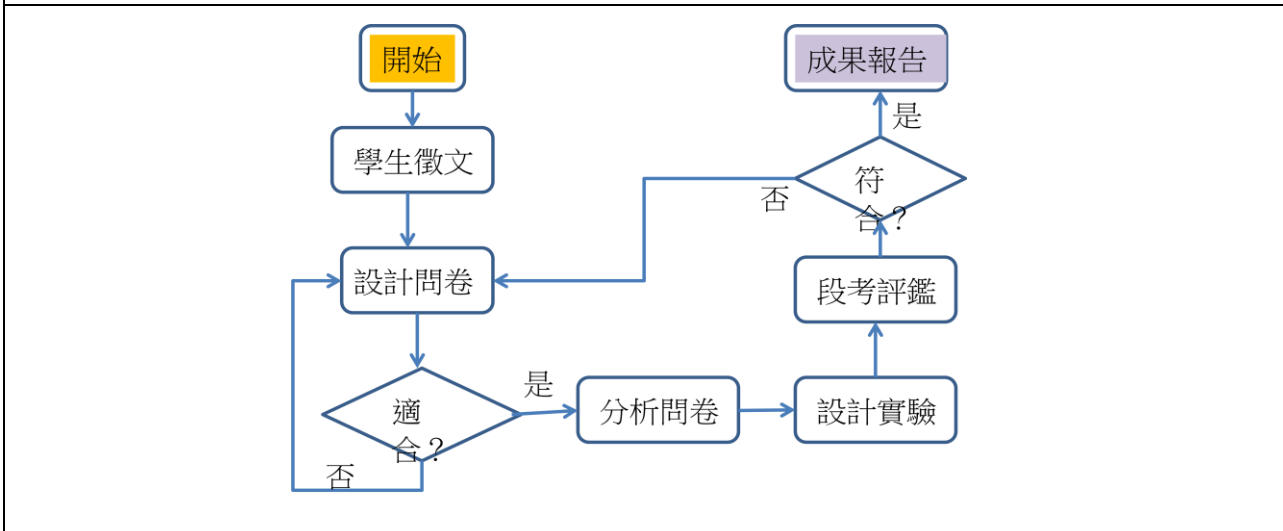 開始
學生徵文
設計問卷
適
合？
否
是
分析問卷
設計實驗
段考評鑑
符
合？
否
是
成果報告